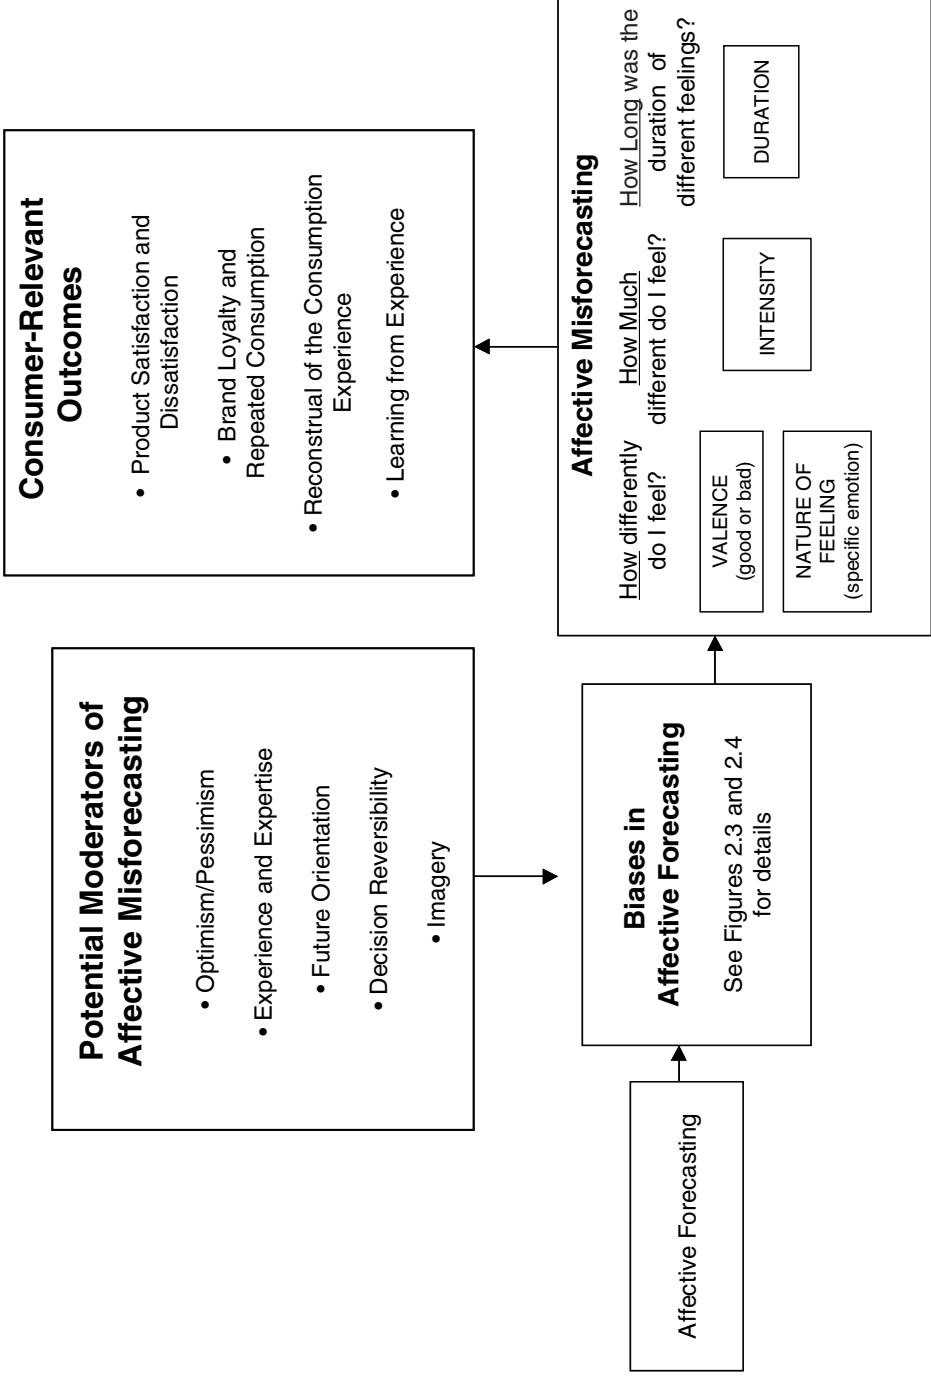 Potential Moderators of
Affective Misforecasting
• Optimism/Pessimism
• Experience and Expertise
• Future Orientation
• Decision Reversibility
• Imagery
Consumer-Relevant
Outcomes
• Product Satisfaction and
Dissatisfaction
• Brand Loyalty and
Repeated Consumption
• Reconstrual of the Consumption
Experience
• Learning from Experience
Affective Forecasting
Biases in
Affective Forecasting
See Figures 2.3 and 2.4
for details
Affective Misforecasting
How differently
do I feel?
VALENCE
(good or bad)
NATURE OF
FEELING
(specific emotion)
How Much
different do I feel?
INTENSITY
How Long was the
duration of
different feelings?
DURATION